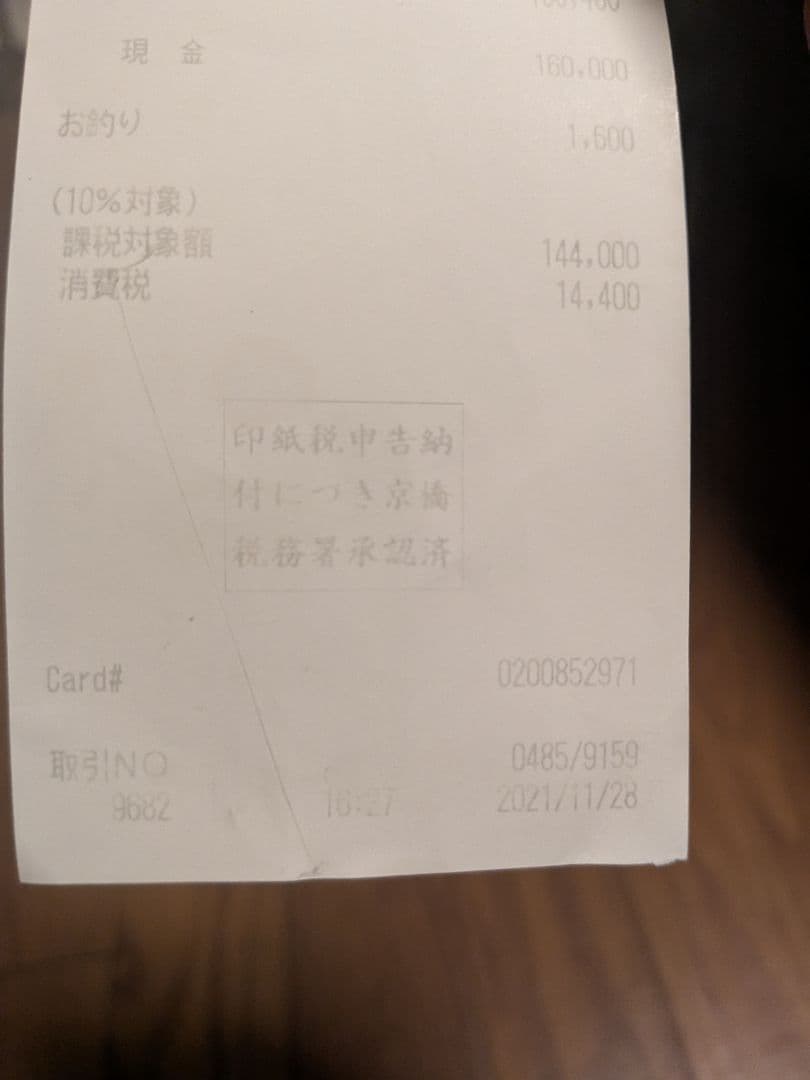 現 金 160,000
お釣り 1,600
(10%対象)
課税対象額 144,000
消費税 14,400
印紙税申告納
付につき京橋
税務署承認済
Card# 0200852971
取引NO 0485/9159
9682 16:27 2021/11/28